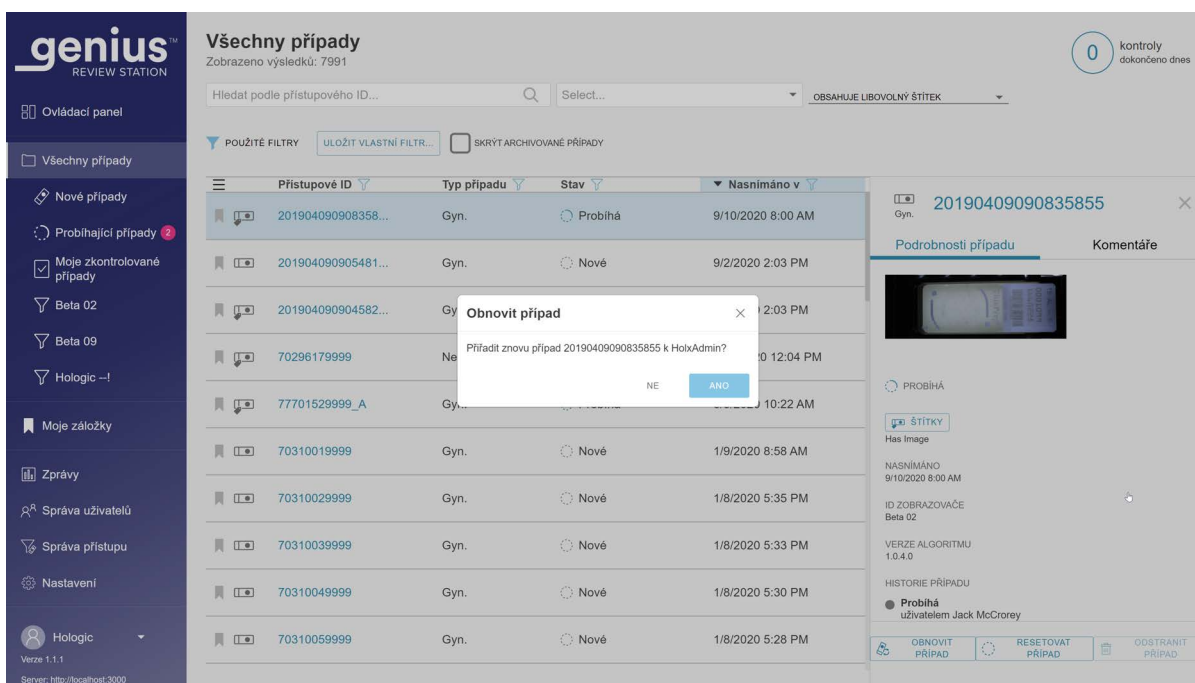 genius™
REVIEW STATION
Ovládací panel
Všechny případy
Nové případy
Probíhající případy 2
Moje zkontrolované
případy
Beta 02
Beta 09
Hologic --!
Moje záložky
Zprávy
Správa uživatelů
Správa přístupu
Nastavení
Hologic
Verze 1.1.1
Server: http://localhost:3000
Všechny případy
Zobrazeno výsledků: 7991
0 kontroly
dokončeno dnes
Hledat podle přístupového ID...
Select...
OBSAHUJE LIBOVOLNÝ ŠTÍTEK
POUŽITÉ FILTRY
ULOŽIT VLASTNÍ FILTR...
SKRÝT ARCHIVOVANÉ PŘÍPADY
Přístupové ID Typ případu Stav Nasnímáno v
201904090908358... Gyn. Probíhá 9/10/2020 8:00 AM
201904090905481... Gyn. Nové 9/2/2020 2:03 PM
201904090904582... Gy 2:03 PM
70296179999 Ne 12:04 PM
77701529999_A 10:22 AM
70310019999 Gyn. Nové 1/9/2020 8:58 AM
70310029999 Gyn. Nové 1/8/2020 5:35 PM
70310039999 Gyn. Nové 1/8/2020 5:33 PM
70310049999 Gyn. Nové 1/8/2020 5:30 PM
70310059999 Gyn. Nové 1/8/2020 5:28 PM
Obnovit případ
Přiřadit znovu případ 20190409090835855 k HolxAdmin?
NE
ANO
Gyn.
20190409090835855
Podrobnosti případu
Komentáře
PROBÍHÁ
ŠTÍTKY
Has Image
NASNÍMÁNO
9/10/2020 8:00 AM
ID ZOBRAZOVAČE
Beta 02
VERZE ALGORITMU
1.0.4.0
HISTORIE PŘÍPADU
Probíhá
uživatelem Jack McCrorey
OBNOVIT
PŘÍPAD
RESETOVAT
PŘÍPAD
ODSTRANIT
PŘÍPAD